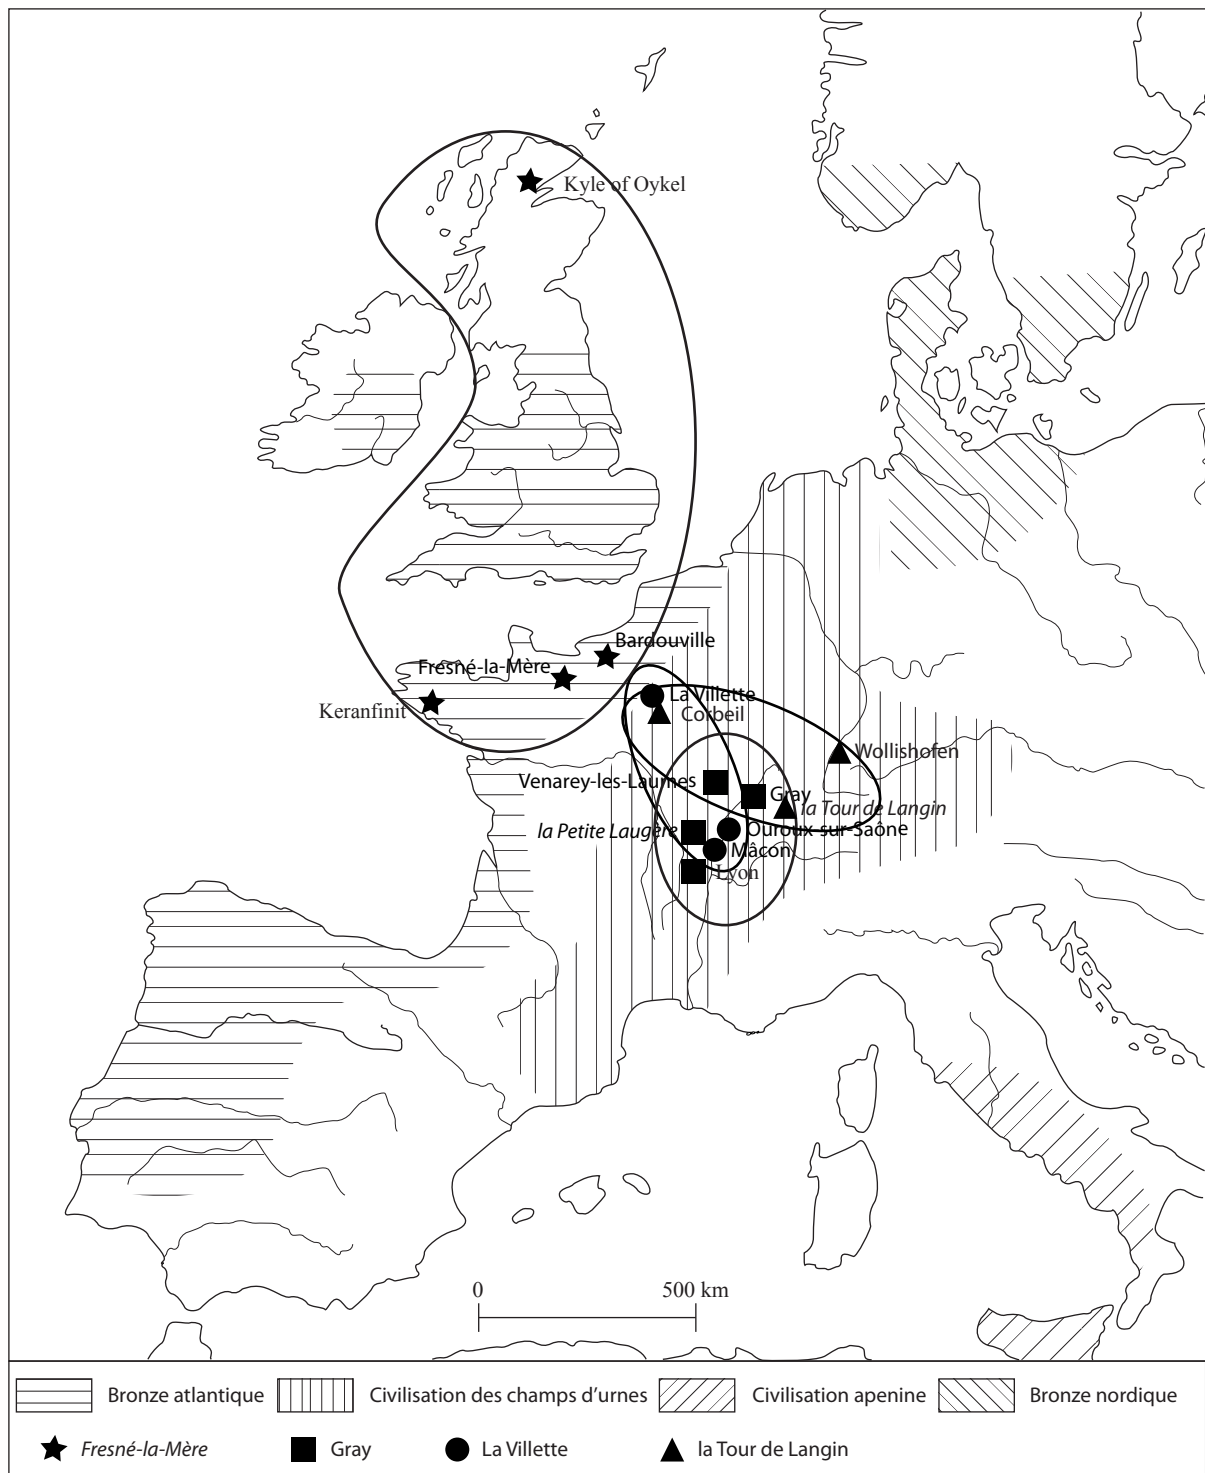 Kyle of Oykel
Bardouville
Fresné-la-Mère
Keranfinit
La Villette
Corbeil
Wollishofen
Venarey-les-Laumes
Gray
la Tour de Langin
la Petite Laugère
Ouroux-sur-Saône
Mâcon
Lyon
0 500 km
Bronze atlantique Civilisation des champs d'urnes Civilisation apenine Bronze nordique
Fresné-la-Mère Gray La Villette la Tour de Langin